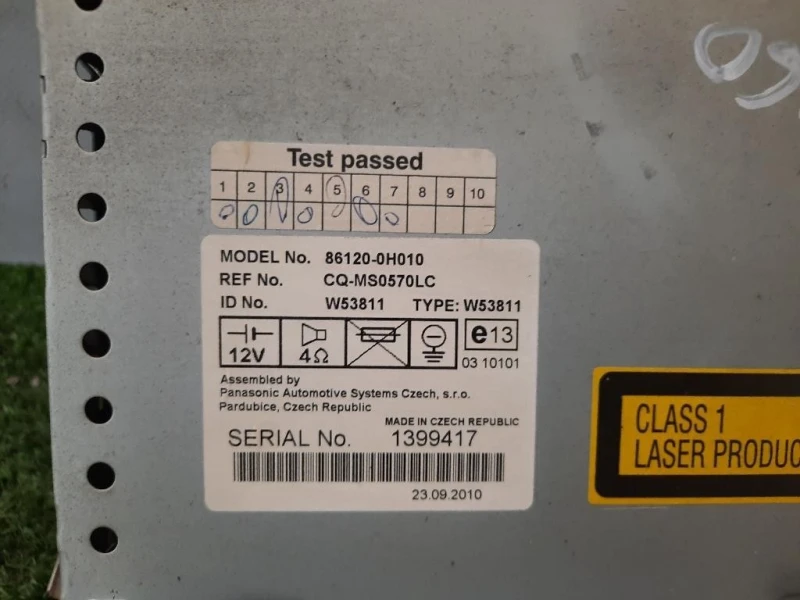 Test passed
1 2 3 4 5 6 7 8 9 10
MODEL No. 86120-0H010
REF No. CQ-MS0570LC
ID No. W53811 TYPE: W53811
12V 4Ω e13
03 10101
Assembled by
Panasonic Automotive Systems Czech, s.r.o.
Pardubice, Czech Republic
MADE IN CZECH REPUBLIC
SERIAL No. 1399417
23.09.2010
CLASS 1
LASER PRODUC